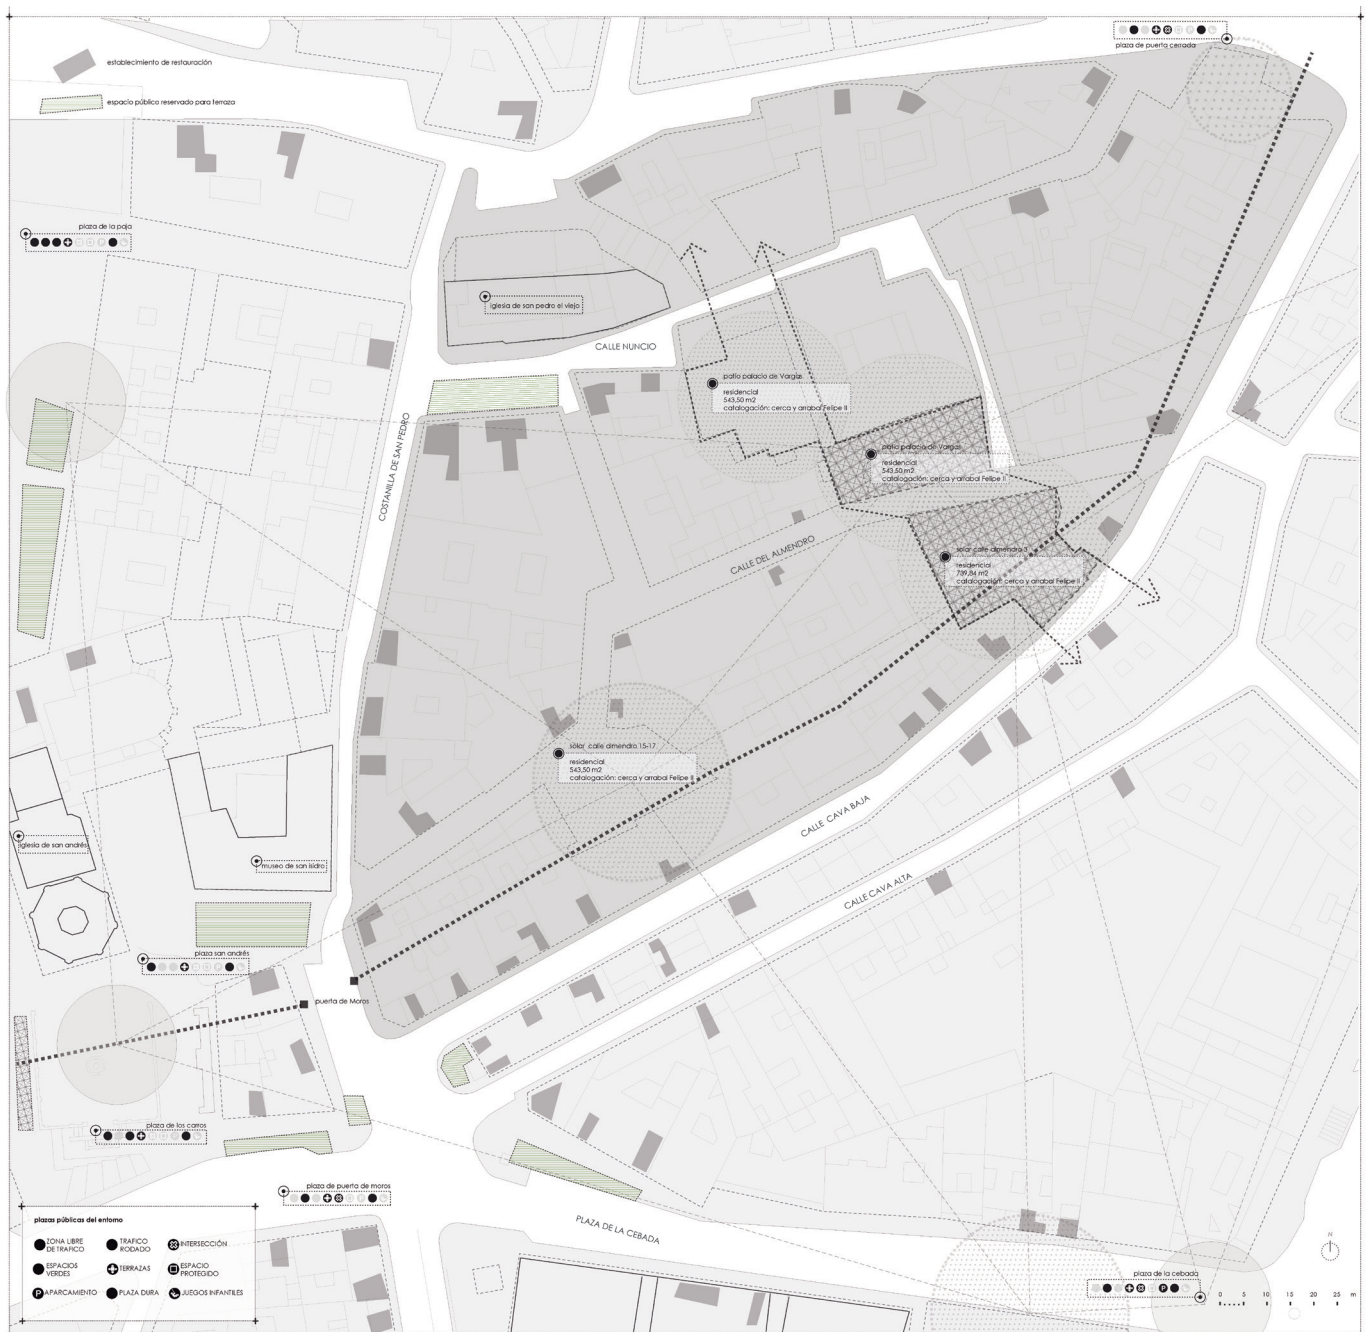 plaza de puerta cerrada
establecimiento de restauración
espacio público reservado para terraza
plaza de la paja
iglesia de san pedro el viejo
CALLE NUNCIO
patio palacio de Vargas
residencial
543,50 m2
catalogación: cerca y arrabal Felipe II
COSTANILLA DE SAN PEDRO
patio palacio de Vargas
residencial
543,50 m2
catalogación: cerca y arrabal Felipe II
CALLE DEL ALMENDRO
solar calle almendro 3
residencial
789,84 m2
catalogación: cerca y arrabal Felipe II
solar calle almendro 15-17
residencial
543,50 m2
catalogación: cerca y arrabal Felipe II
CALLE CAVA BAJA
iglesia de san andrés
museo de san isidro
CALLE CAVA ALTA
plaza san andrés
puerta de Moros
plaza de los carros
plaza de puerta de moros
PLAZA DE LA CEBADA
plazas públicas del entorno
ZONA LIBRE
DE TRAFICO
TRAFICO
RODADO
INTERSECCIÓN
ESPACIOS
VERDES
TERRAZAS
ESPACIO
PROTEGIDO
P APARCAMIENTO
PLAZA DURA
JUEGOS INFANTILES
N
plaza de la cebada
0 5 10 15 20 25 m